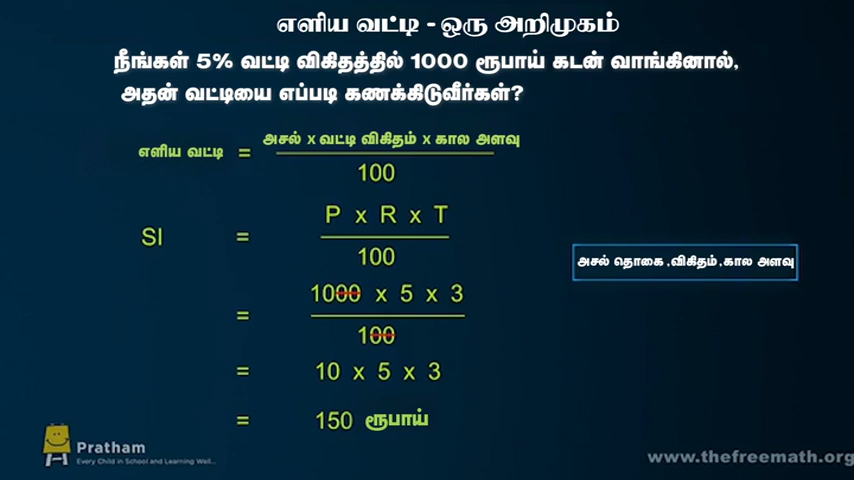 எளிய வட்டி - ஒரு அறிமுகம்
நீங்கள் 5% வட்டி விகிதத்தில் 1000 ரூபாய் கடன் வாங்கினால்,
அதன் வட்டியை எப்படி கணக்கிடுவீர்கள்?
எளிய வட்டி = அசல் x வட்டி விகிதம் x கால அளவு
100
SI = P x R x T
100
= 1000 x 5 x 3
100
= 10 x 5 x 3
= 150 ரூபாய்
அசல் தொகை ,விகிதம் ,கால அளவு
Pratham
Every Child in School and Learning Well...
www.thefreemath.org